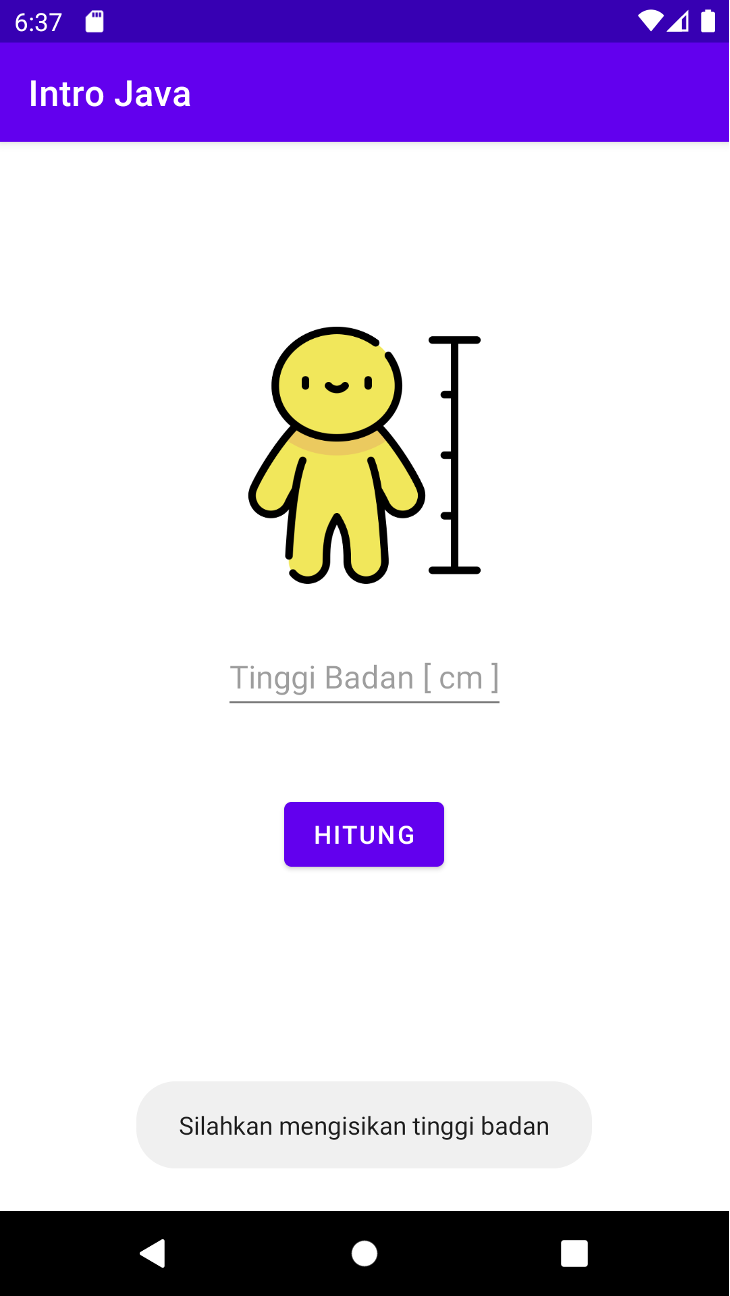 6:37
Intro Java
Tinggi Badan [ cm ]
HITUNG
Silahkan mengisikan tinggi badan